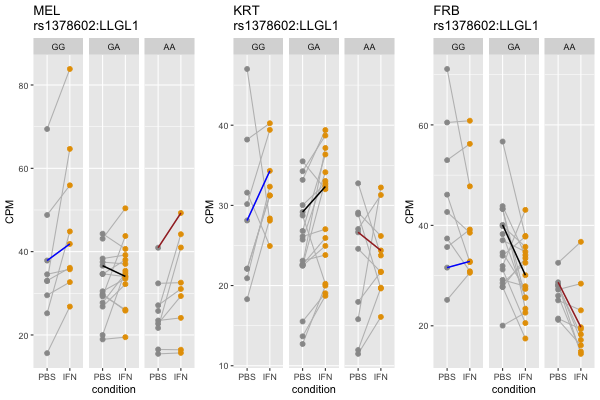 MEL
rs1378602:LLGL1
GG GA AA
CPM
80
60
40
20
PBS IFN PBS IFN PBS IFN
condition
KRT
rs1378602:LLGL1
GG GA AA
CPM
40
30
20
10
PBS IFN PBS IFN PBS IFN
condition
FRB
rs1378602:LLGL1
GG GA AA
CPM
60
40
20
PBS IFN PBS IFN PBS IFN
condition